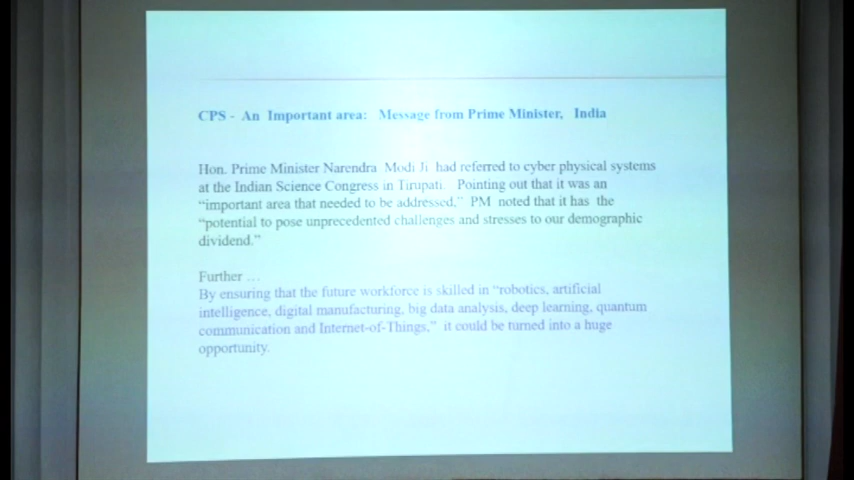 CPS - An Important area: Message from Prime Minister, India
Hon. Prime Minister Narendra Modi Ji had referred to cyber physical systems
at the Indian Science Congress in Tirupati. Pointing out that it was an
“important area that needed to be addressed,” PM noted that it has the
“potential to pose unprecedented challenges and stresses to our demographic
dividend.”
Further ...
By ensuring that the future workforce is skilled in “robotics, artificial
intelligence, digital manufacturing, big data analysis, deep learning, quantum
communication and Internet-of-Things,” it could be turned into a huge
opportunity.